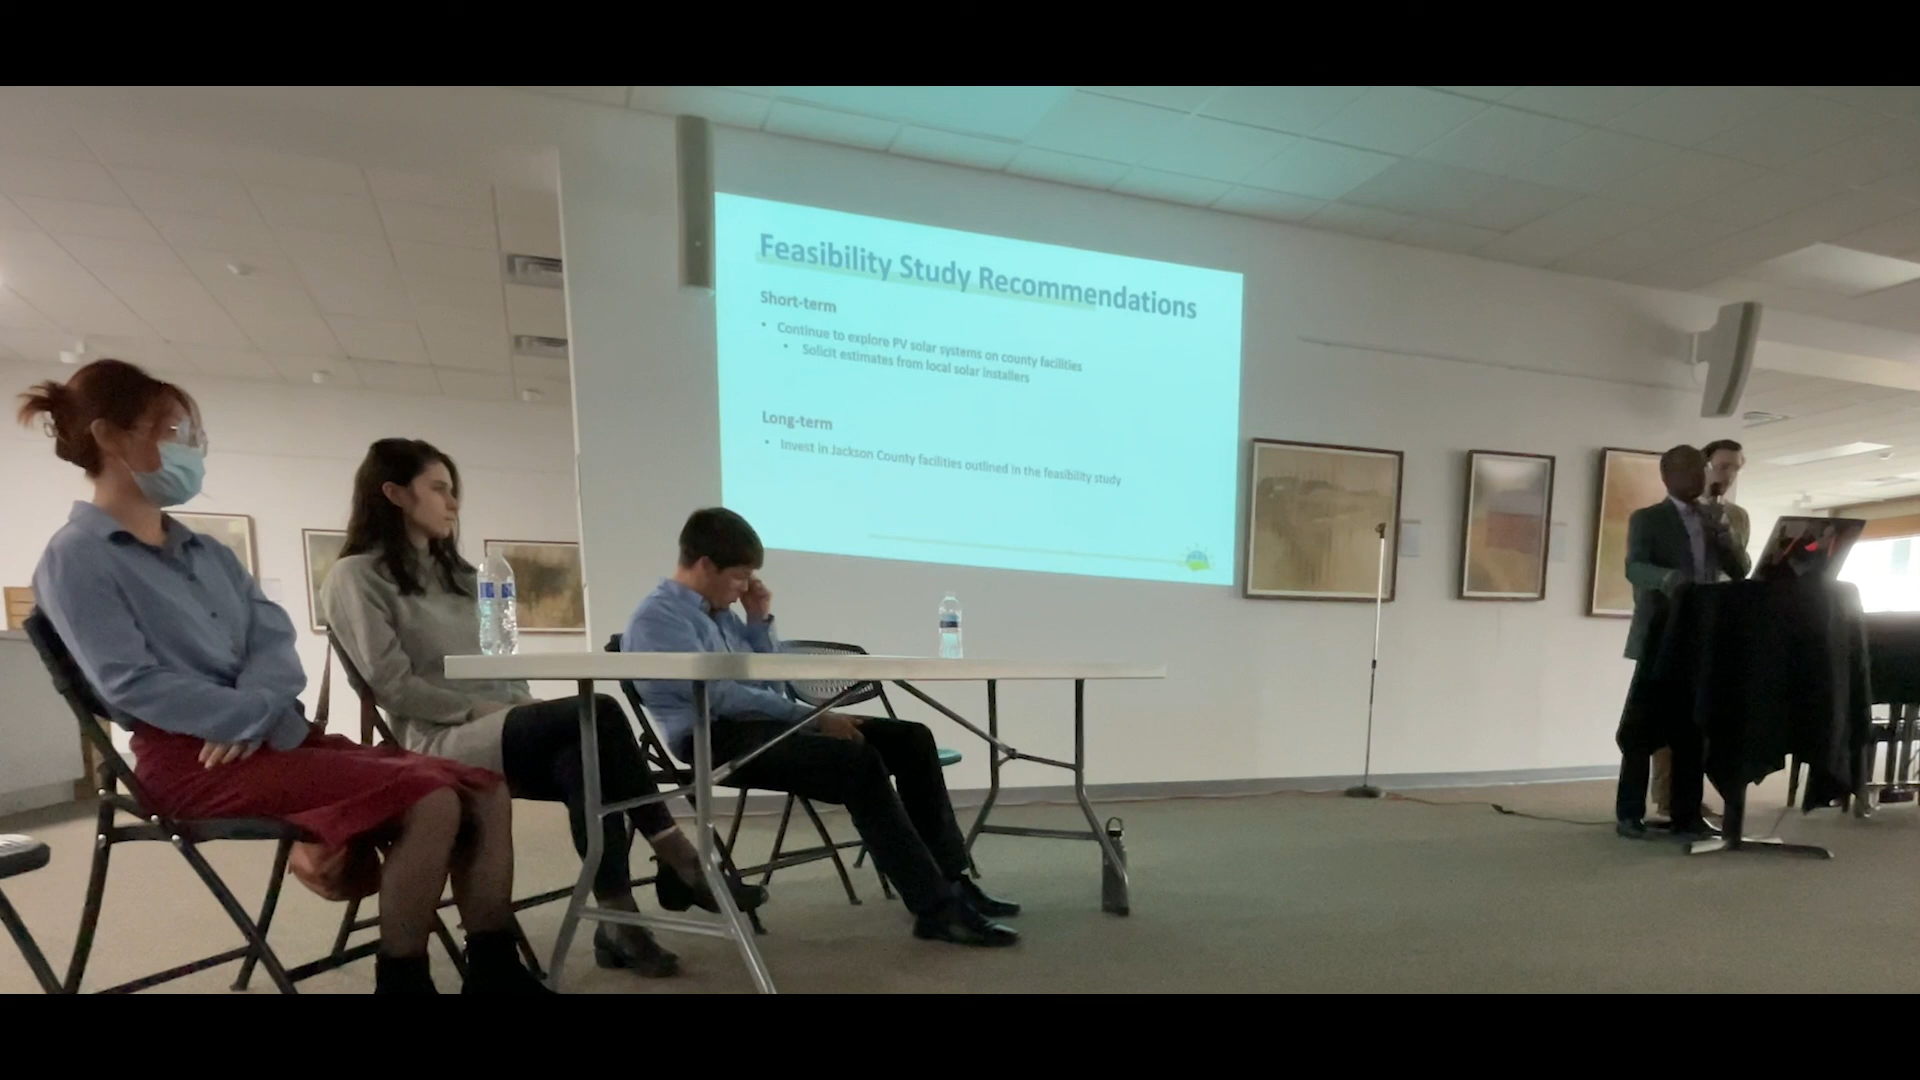 Feasibility Study Recommendations
Short-term
• Continue to explore PV solar systems on county facilities
• Solicit estimates from local solar installers
Long-term
• Invest in Jackson County facilities outlined in the feasibility study